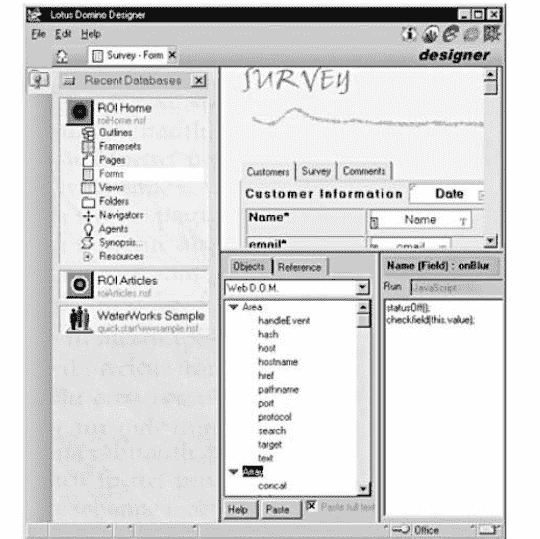 Lotus Domino Designer
File Edit Help
Survey - Form
designer
Recent Databases
ROI Home
roiHome.nsf
Outlines
Framesets
Pages
Forms
Views
Folders
Navigators
Agents
Synopsis...
Resources
ROI Articles
roiArticles.nsf
WaterWorks Sample
quickstart\wwsample.nsf
SURVEY
Customers Survey Comments
Customer Information Date
Name* Name
email* email
Objects Reference
Web D.O.M.
Area
handleEvent
hash
host
hostname
href
pathname
port
protocol
search
target
text
Array
concat
Help Paste Paste full text
Name (Field) : onBlur
Run JavaScript
statusOff();
checkfield(this.value);
Office